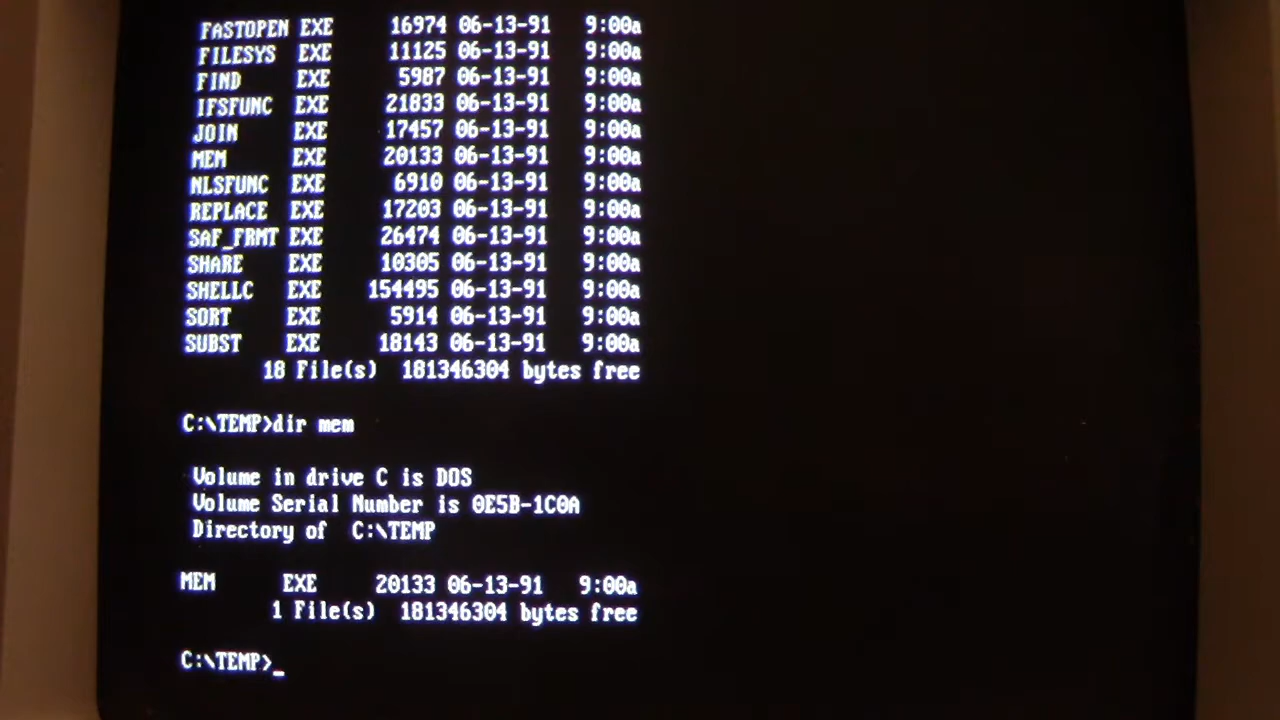 FASTOPEN EXE 16974 06-13-91 9:00a
FILESYS EXE 11125 06-13-91 9:00a
FIND EXE 5987 06-13-91 9:00a
IFSFUNC EXE 21833 06-13-91 9:00a
JOIN EXE 17457 06-13-91 9:00a
MEM EXE 20133 06-13-91 9:00a
NLSFUNC EXE 6910 06-13-91 9:00a
REPLACE EXE 17203 06-13-91 9:00a
SAF_FRMT EXE 26474 06-13-91 9:00a
SHARE EXE 10305 06-13-91 9:00a
SHELLC EXE 154495 06-13-91 9:00a
SORT EXE 5914 06-13-91 9:00a
SUBST EXE 18143 06-13-91 9:00a
18 File(s) 181346304 bytes free
C:\TEMP>dir mem
Volume in drive C is DOS
Volume Serial Number is 0E5B-1C0A
Directory of C:\TEMP
MEM EXE 20133 06-13-91 9:00a
1 File(s) 181346304 bytes free
C:\TEMP>_